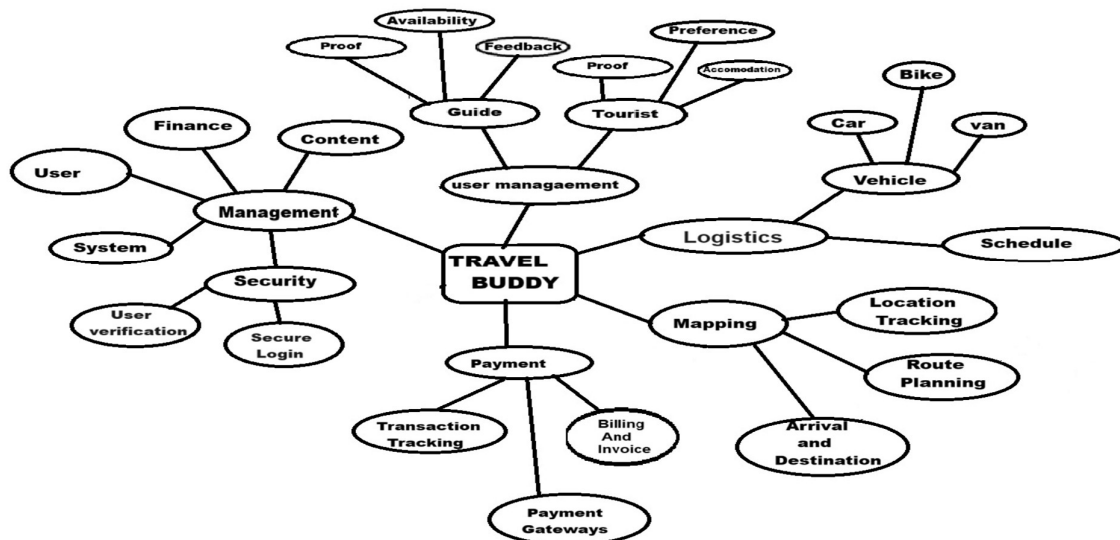 Availability
Proof
Feedback
Guide
Preference
Proof
Accomodation
Tourist
Bike
Car
van
Vehicle
Finance
Content
User
Management
System
Security
User
verification
Secure
Login
user managaement
Logistics
Schedule
TRAVEL
BUDDY
Mapping
Location
Tracking
Route
Planning
Arrival
and
Destination
Payment
Transaction
Tracking
Billing
And
Invoice
Payment
Gateways